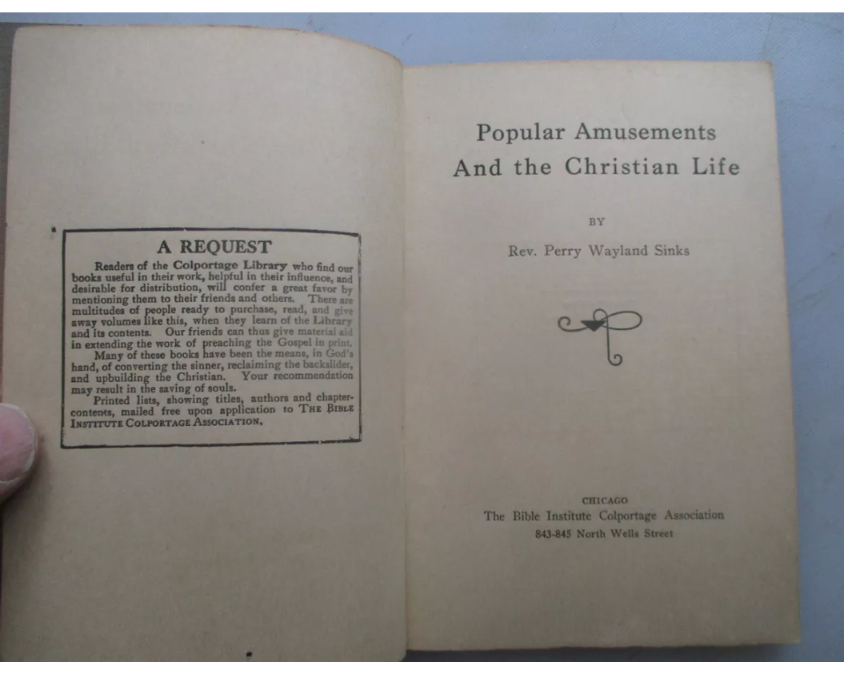 A REQUEST
Readers of the Colportage Library who find our
books useful in their work, helpful in their influence, and
desirable for distribution, will confer a great favor by
mentioning them to their friends and others. There are
multitudes of people ready to purchase, read, and give
away volumes like this, when they learn of the Library
and its contents. Our friends can thus give material aid
in extending the work of preaching the Gospel in print.
Many of these books have been the means, in God's
hand, of converting the sinner, reclaiming the backslider,
and upbuilding the Christian. Your recommendation
may result in the saving of souls.
Printed lists, showing titles, authors and chapter-
contents, mailed free upon application to THE BIBLE
INSTITUTE COLPORTAGE ASSOCIATION.
Popular Amusements
And the Christian Life
BY
Rev. Perry Wayland Sinks
CHICAGO
The Bible Institute Colportage Association
843-845 North Wells Street